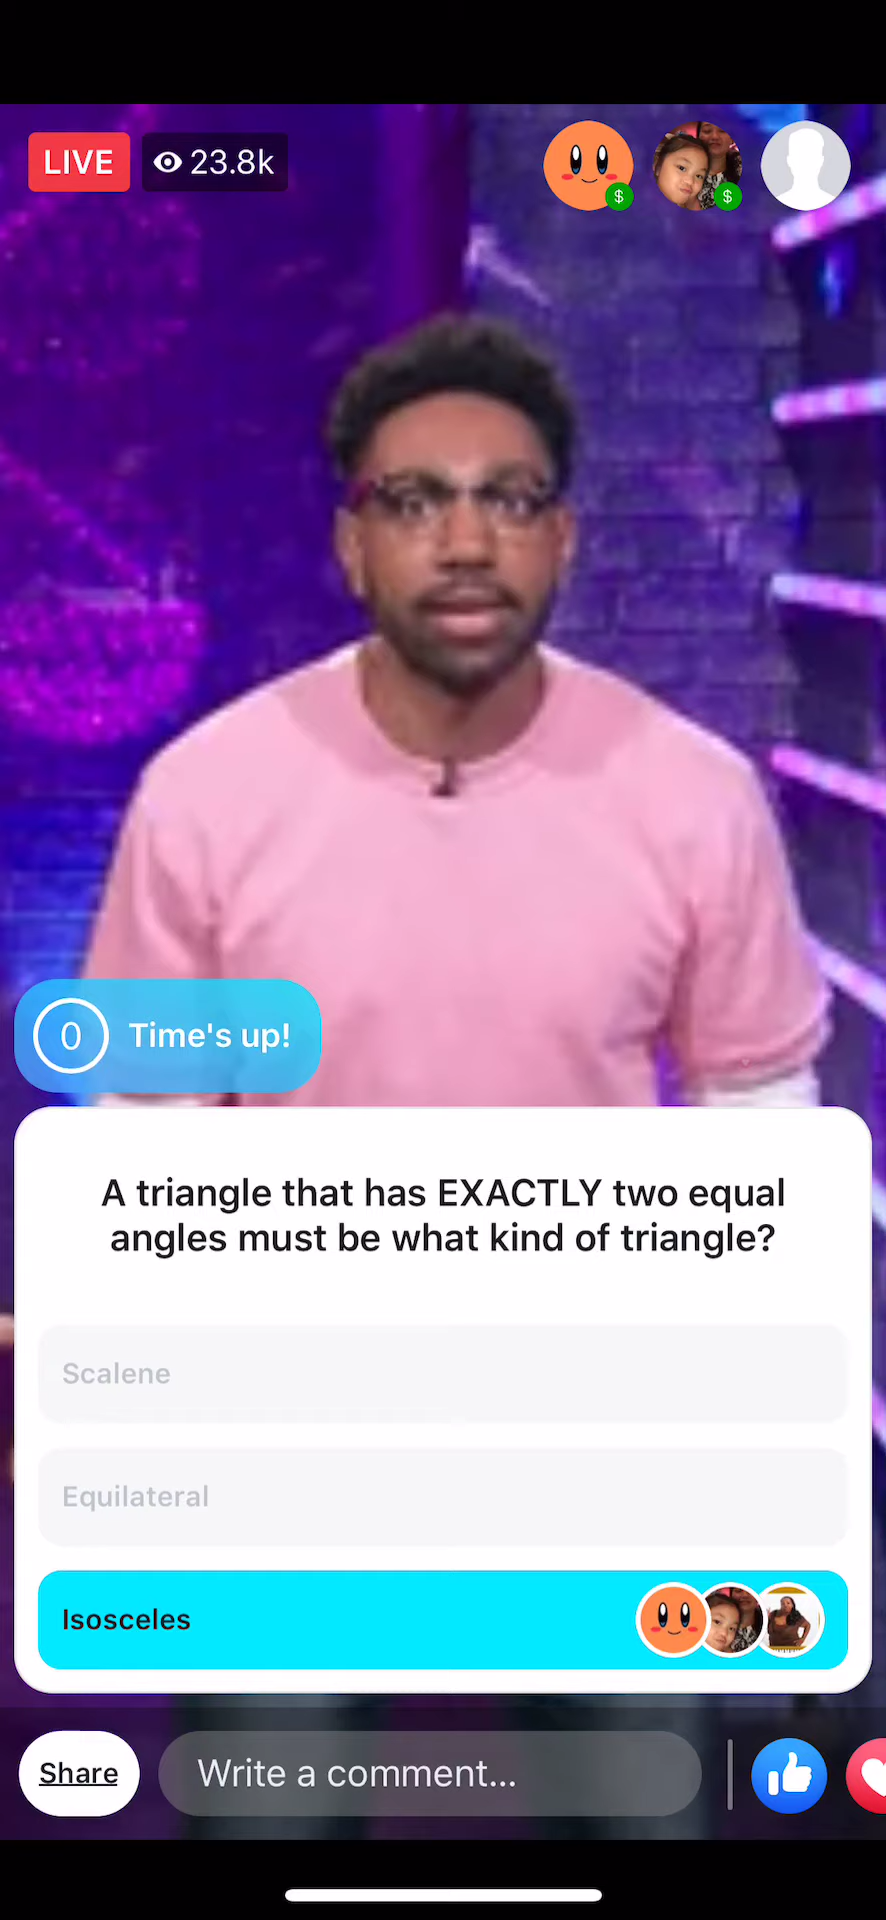 LIVE 23.8k
$ $
0 Time's up!
A triangle that has EXACTLY two equal
angles must be what kind of triangle?
Scalene
Equilateral
Isosceles
Share Write a comment...